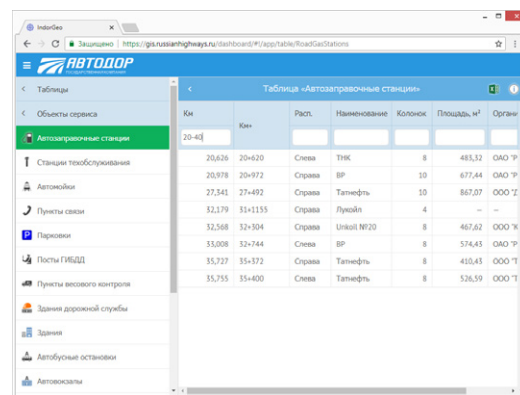 IndorGeo
Защищено https://gis.russianhighways.ru/dashboard/#!/app/table/RoadGasStations
АВТОДОР
Таблицы
Таблица «Автозаправочные станции»
Объекты сервиса
Км Км+ Расп. Наименование Колонок Площадь, м² Органи
Автозаправочные станции
20-40
Станции техобслуживания
20,626 20+620 Слева ТНК 8 483,32 ОАО "Р
20,978 20+972 Справа BP 10 677,44 ОАО "Р
Автомойки
27,341 27+492 Справа Татнефть 10 867,07
Пункты связи
32,179 31+1155 Справа Лукойл 4 – –
Парковки
32,568 32+304 Справа Unkoil №20 8 467,62 ООО "К
33,008 32+744 Слева BP 8 574,43 ОАО "Р
Посты ГИБДД
35,727 35+372 Справа Татнефть 8 410,43 ООО "Т
35,755 35+400 Слева Татнефть 8 526,59 ООО "Т
Пункты весового контроля
Здания дорожной службы
Здания
Автобусные остановки
Автовокзалы